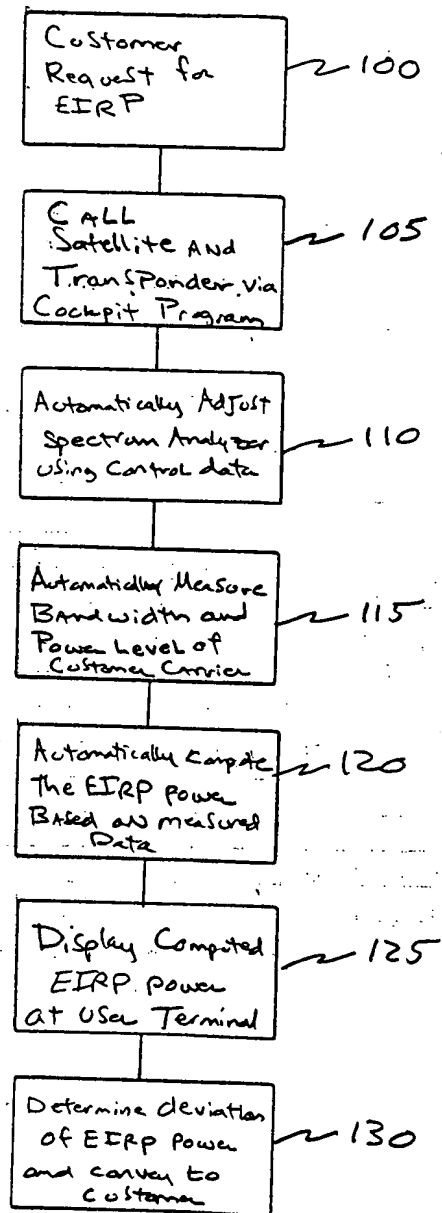 Customer
Request for
EIRP
100
CALL
Satellite AND
Transponder via
Cockpit Program
105
Automatically Adjust
Spectrum Analyzer
using Control data
110
Automatically Measure
BANdwidth and
Power Level of
Customer Carrier
115
Automatically Compute
The EIRP power
BASed oN measured
Data
120
Display Computed
EIRP power
at User Terminal
125
Determine deviation
of EIRP Power
and convey to
Customer
130